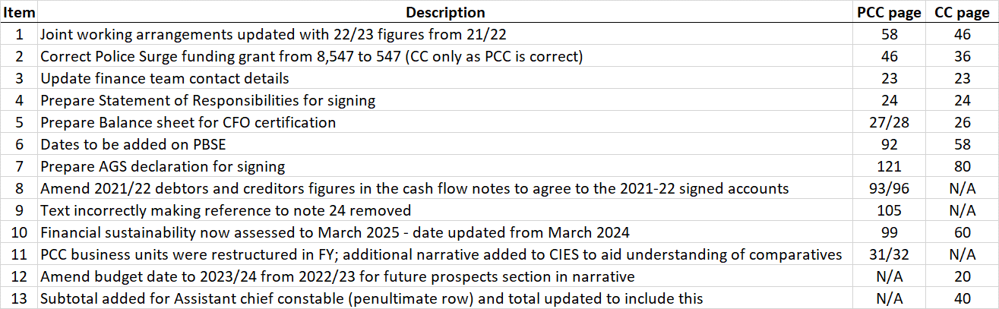 Item Description PCC page CC page
1 Joint working arrangements updated with 22/23 figures from 21/22 58 46
2 Correct Police Surge funding grant from 8,547 to 547 (CC only as PCC is correct) 46 36
3 Update finance team contact details 23 23
4 Prepare Statement of Responsibilities for signing 24 24
5 Prepare Balance sheet for CFO certification 27/28 26
6 Dates to be added on PBSE 92 58
7 Prepare AGS declaration for signing 121 80
8 Amend 2021/22 debtors and creditors figures in the cash flow notes to agree to the 2021-22 signed accounts 93/96 N/A
9 Text incorrectly making reference to note 24 removed 105 N/A
10 Financial sustainability now assessed to March 2025 - date updated from March 2024 99 60
11 PCC business units were restructured in FY; additional narrative added to CIES to aid understanding of comparatives 31/32 N/A
12 Amend budget date to 2023/24 from 2022/23 for future prospects section in narrative N/A 20
13 Subtotal added for Assistant chief constable (penultimate row) and total updated to include this N/A 40